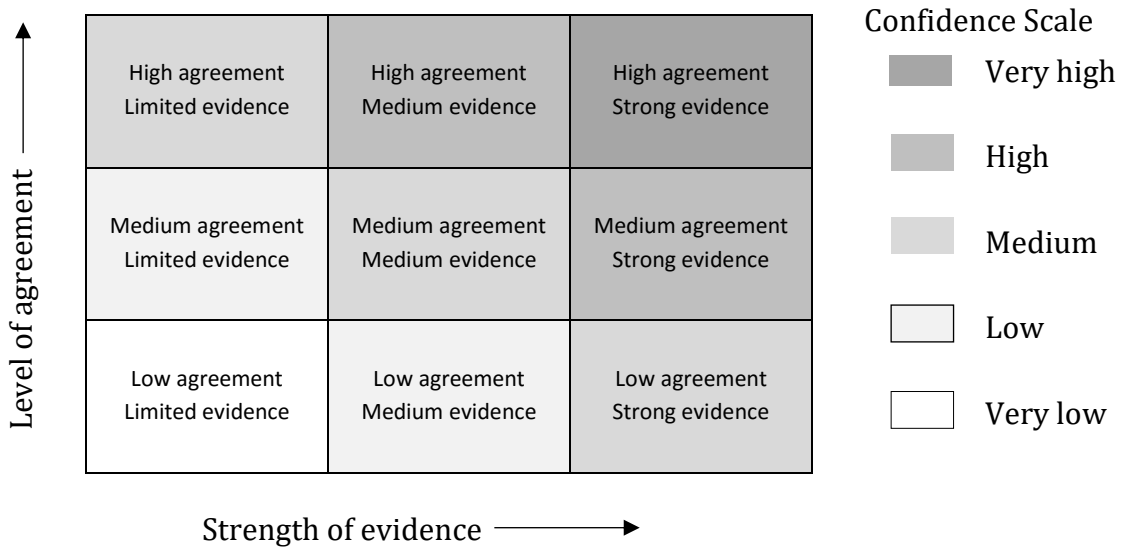 Level of agreement
High agreement
Limited evidence
High agreement
Medium evidence
High agreement
Strong evidence
Medium agreement
Limited evidence
Medium agreement
Medium evidence
Medium agreement
Strong evidence
Low agreement
Limited evidence
Low agreement
Medium evidence
Low agreement
Strong evidence
Strength of evidence
Confidence Scale
Very high
High
Medium
Low
Very low